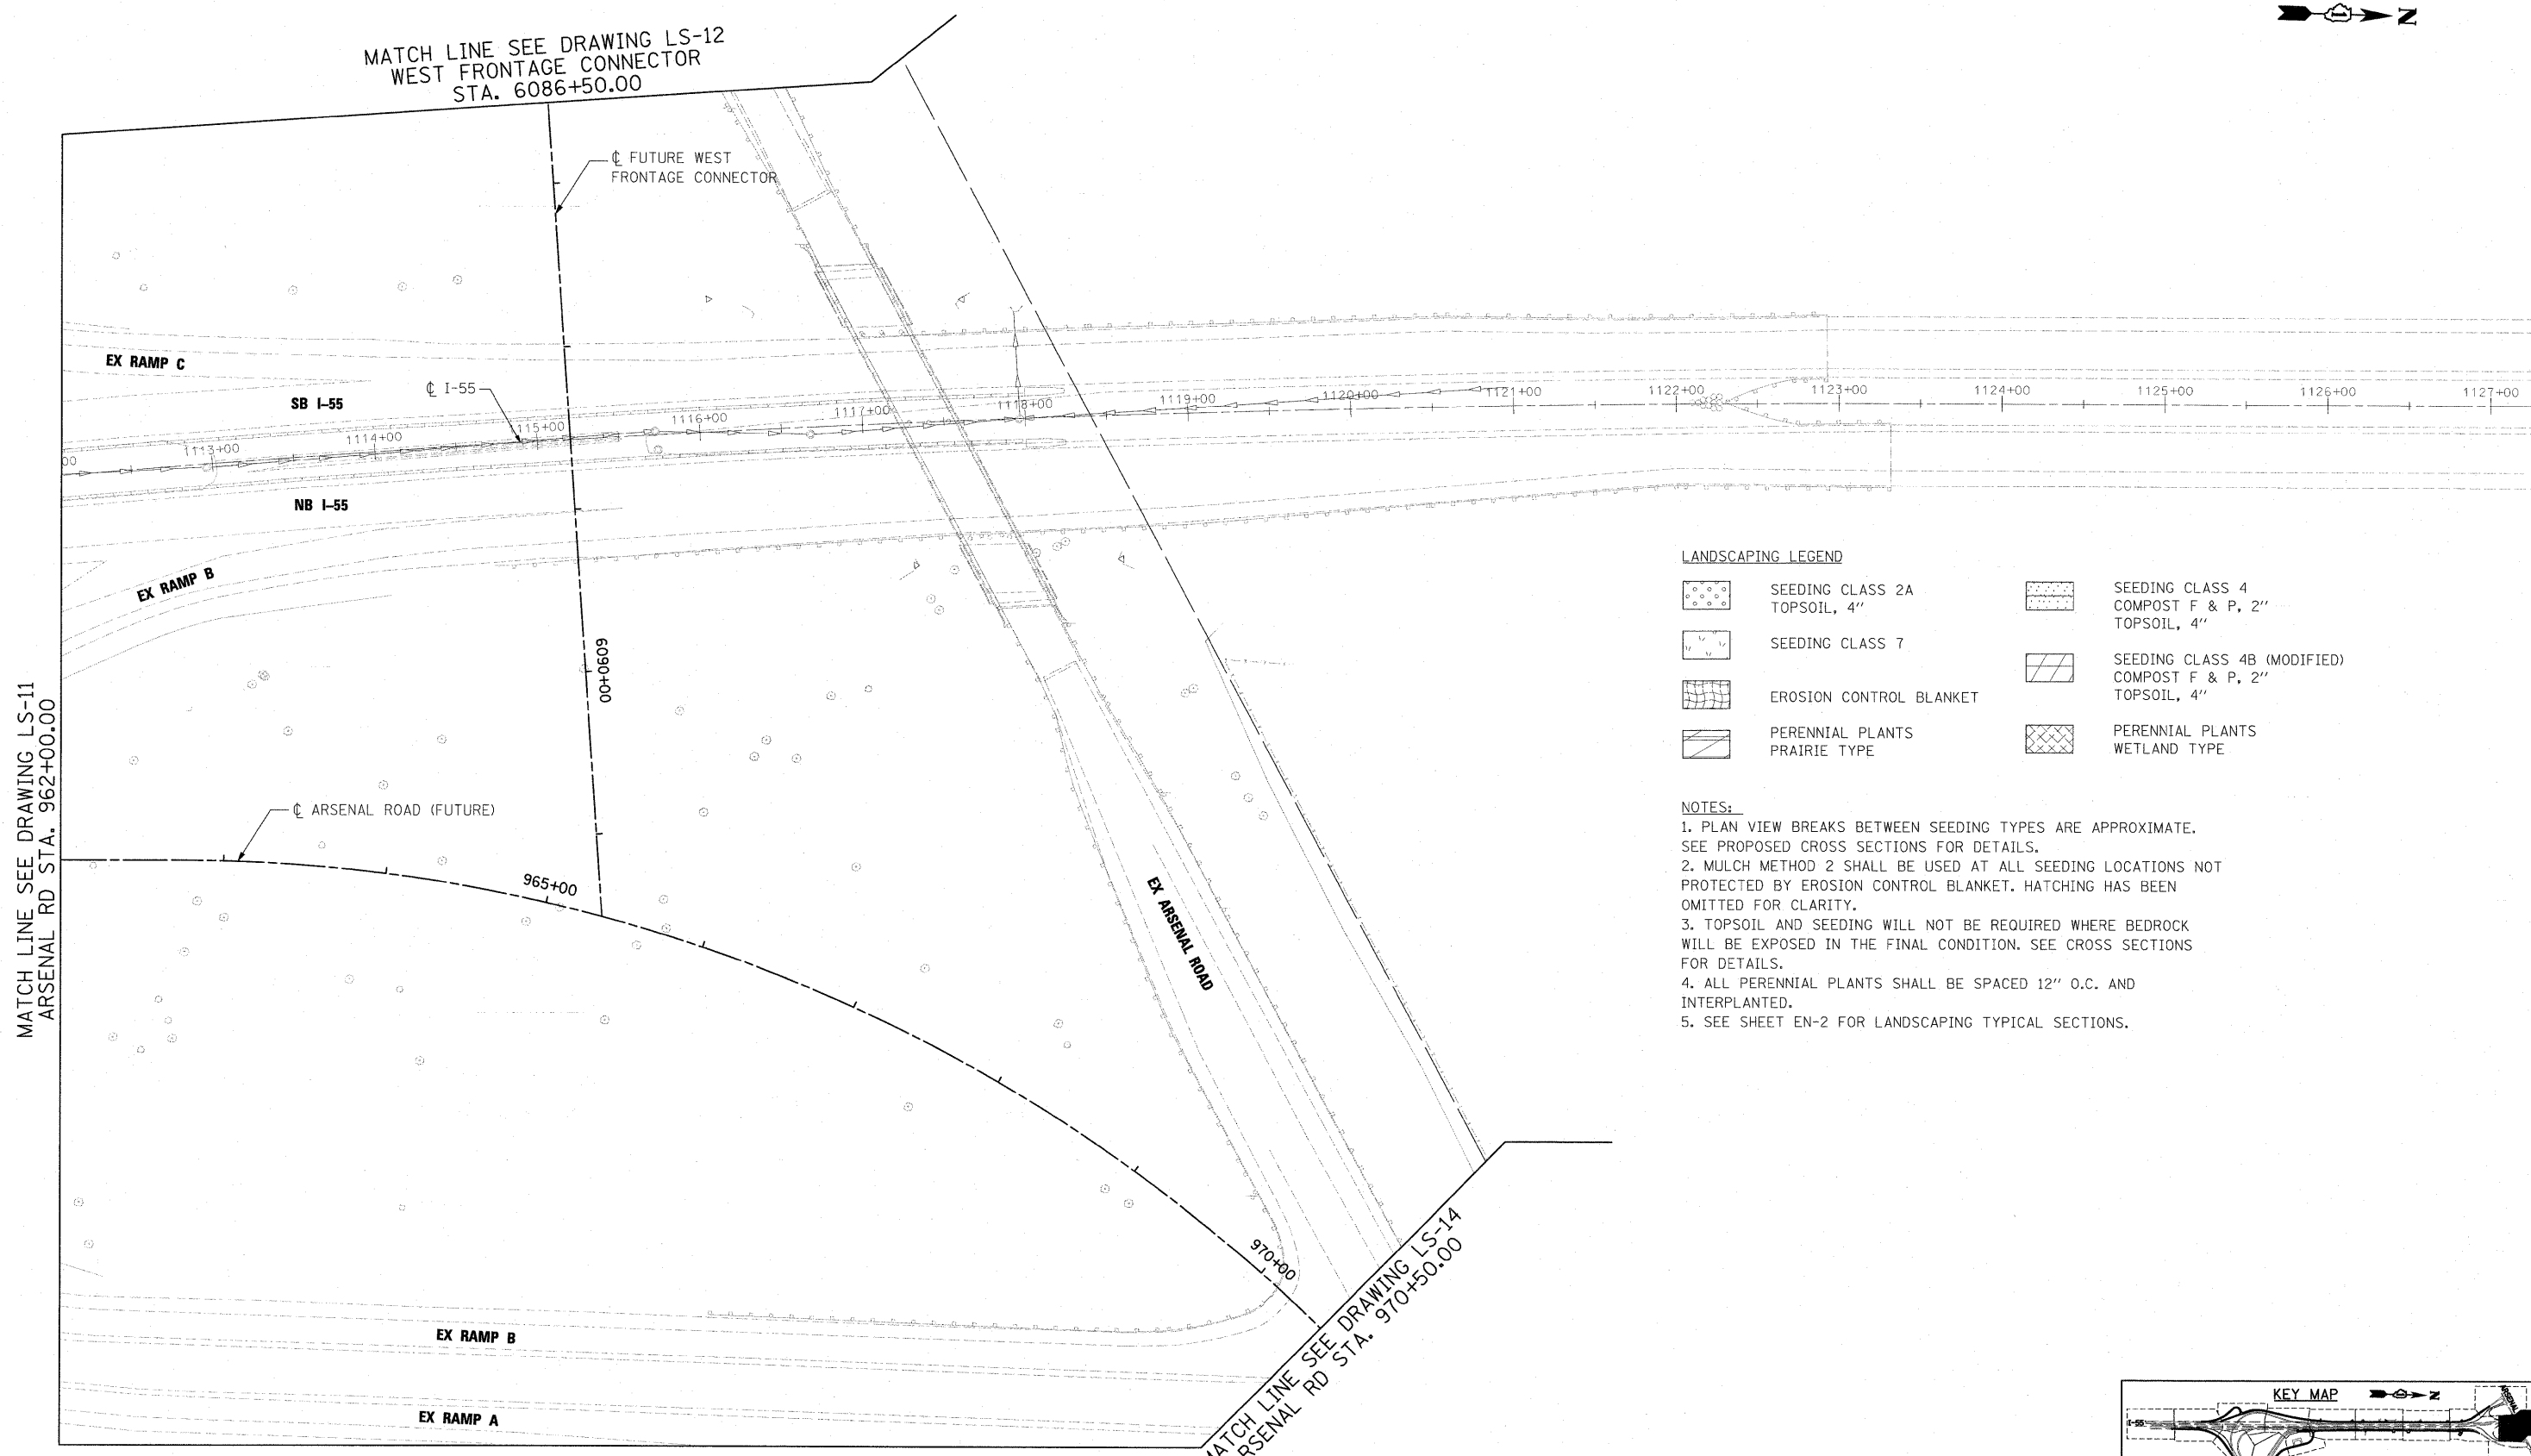 N
MATCH LINE SEE DRAWING LS-12
WEST FRONTAGE CONNECTOR
STA. 6086+50.00
℄ FUTURE WEST
FRONTAGE CONNECTOR
EX RAMP C
SB I-55
℄ I-55
00
1113+00
1114+00
1115+00
1116+00
1117+00
1118+00
1119+00
1120+00
1121+00
1122+00
1123+00
1124+00
1125+00
1126+00
1127+00
NB I-55
EX RAMP B
6090+00
MATCH LINE SEE DRAWING LS-11
ARSENAL RD STA. 962+00.00
℄ ARSENAL ROAD (FUTURE)
965+00
EX ARSENAL ROAD
970+00
MATCH LINE SEE DRAWING LS-14
ARSENAL RD STA. 970+50.00
EX RAMP B
EX RAMP A
LANDSCAPING LEGEND
SEEDING CLASS 2A
TOPSOIL, 4"
SEEDING CLASS 7
EROSION CONTROL BLANKET
PERENNIAL PLANTS
PRAIRIE TYPE
SEEDING CLASS 4
COMPOST F & P, 2"
TOPSOIL, 4"
SEEDING CLASS 4B (MODIFIED)
COMPOST F & P, 2"
TOPSOIL, 4"
PERENNIAL PLANTS
WETLAND TYPE
NOTES:
1. PLAN VIEW BREAKS BETWEEN SEEDING TYPES ARE APPROXIMATE.
SEE PROPOSED CROSS SECTIONS FOR DETAILS.
2. MULCH METHOD 2 SHALL BE USED AT ALL SEEDING LOCATIONS NOT
PROTECTED BY EROSION CONTROL BLANKET. HATCHING HAS BEEN
OMITTED FOR CLARITY.
3. TOPSOIL AND SEEDING WILL NOT BE REQUIRED WHERE BEDROCK
WILL BE EXPOSED IN THE FINAL CONDITION. SEE CROSS SECTIONS
FOR DETAILS.
4. ALL PERENNIAL PLANTS SHALL BE SPACED 12" O.C. AND
INTERPLANTED.
5. SEE SHEET EN-2 FOR LANDSCAPING TYPICAL SECTIONS.
KEY MAP
N
I-55